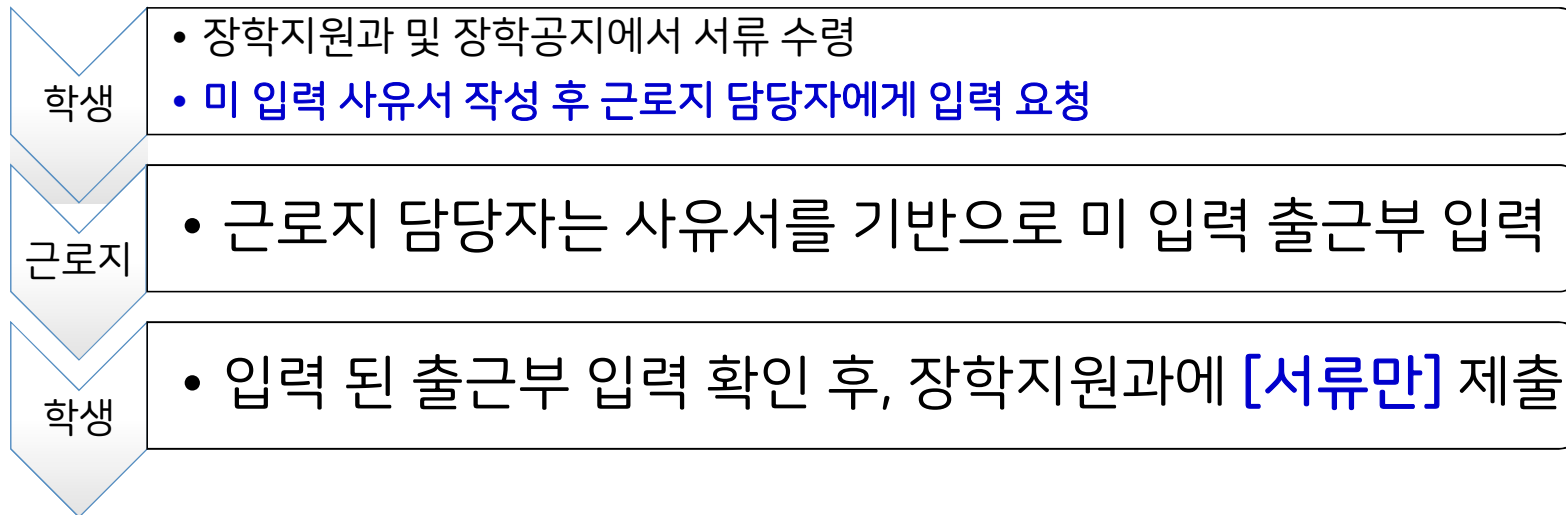 학생
• 장학지원과 및 장학공지에서 서류 수령
• 미 입력 사유서 작성 후 근로지 담당자에게 입력 요청
근로지
• 근로지 담당자는 사유서를 기반으로 미 입력 출근부 입력
학생
• 입력 된 출근부 입력 확인 후, 장학지원과에 [서류만] 제출